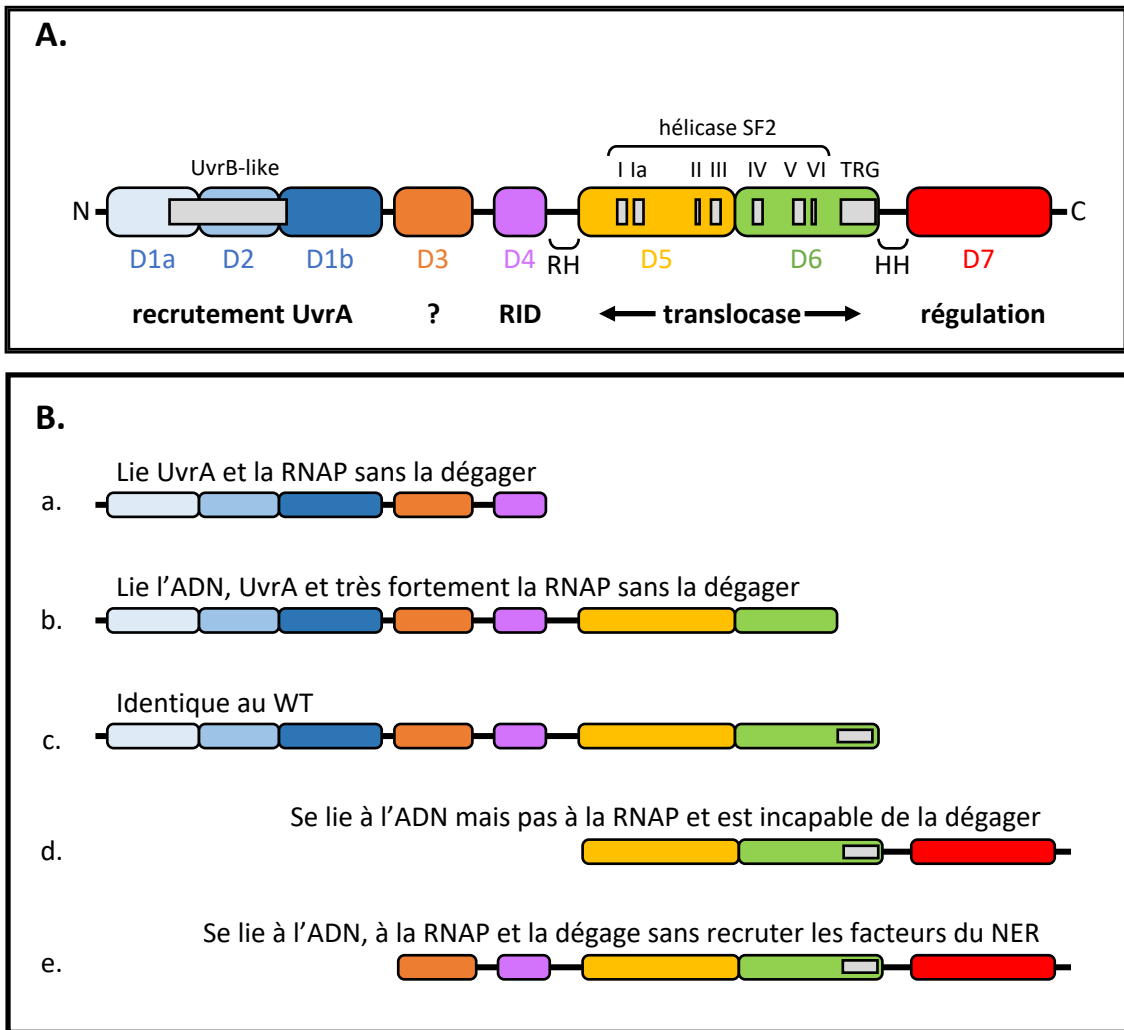 A.
hélicase SF2
UvrB-like
I Ia II III IV V VI TRG
N C
D1a D2 D1b D3 D4 RH D5 D6 HH D7
recrutement UvrA ? RID translocase régulation
B.
Lie UvrA et la RNAP sans la dégager
a.
Lie l’ADN, UvrA et très fortement la RNAP sans la dégager
b.
Identique au WT
c.
Se lie à l’ADN mais pas à la RNAP et est incapable de la dégager
d.
Se lie à l’ADN, à la RNAP et la dégage sans recruter les facteurs du NER
e.